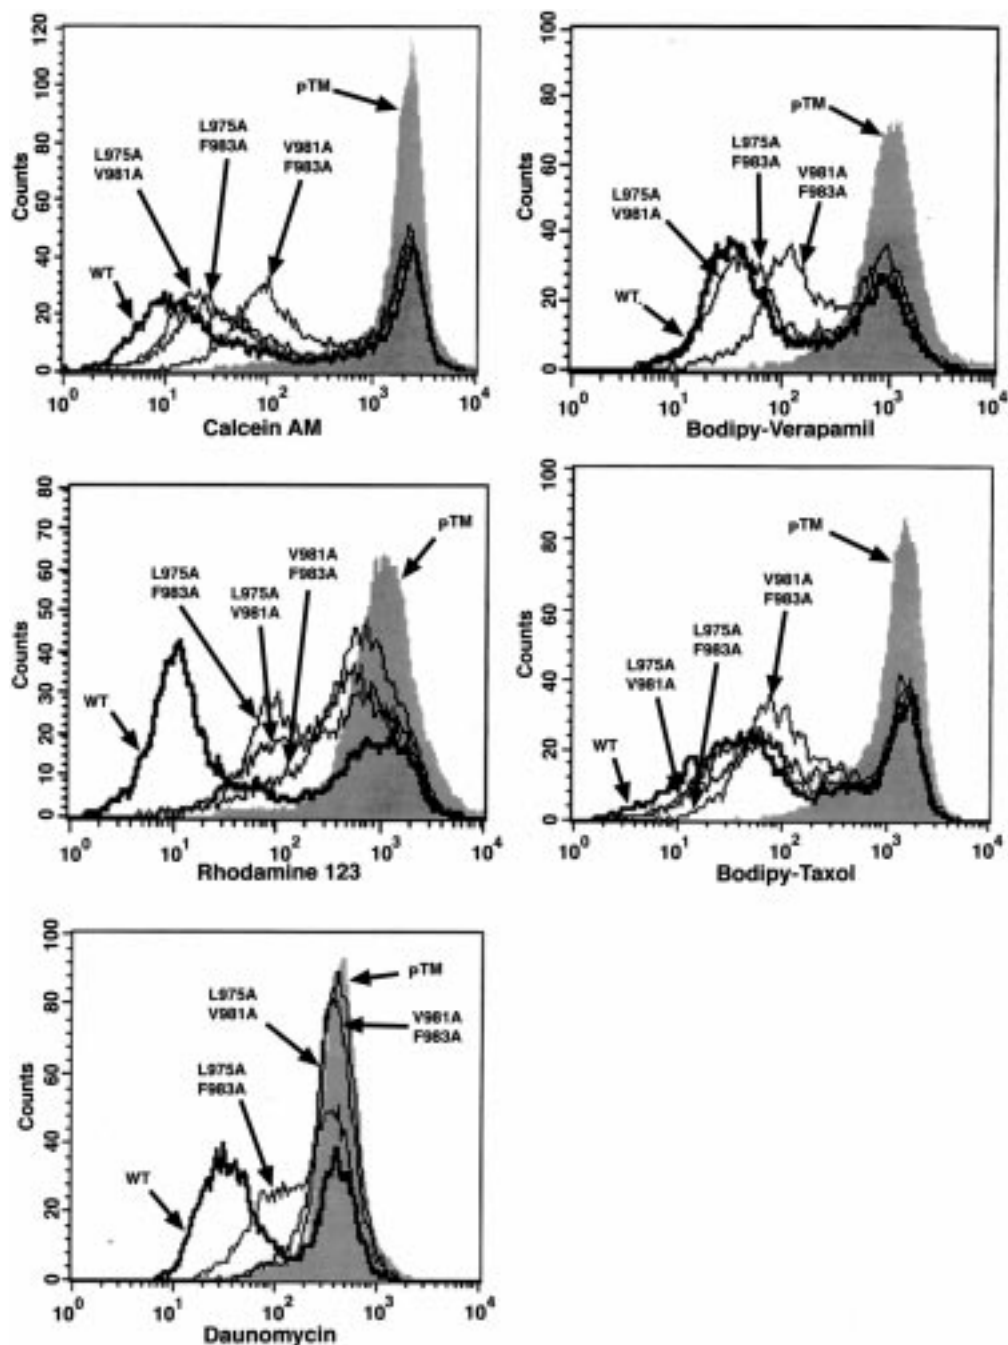 120
100
80
60
40
20
0
Counts
pTM
L975A
F983A
L975A
V981A
V981A
F983A
WT
10^0 10^1 10^2 10^3 10^4
Calcein AM
100
80
60
40
20
0
Counts
pTM
L975A
F983A
V981A
F983A
L975A
V981A
WT
10^0 10^1 10^2 10^3 10^4
Bodipy-Verapamil
80
70
60
50
40
30
20
10
0
Counts
pTM
V981A
F983A
L975A
F983A
L975A
V981A
WT
10^0 10^1 10^2 10^3 10^4
Rhodamine 123
100
80
60
40
20
0
Counts
pTM
V981A
F983A
L975A
F983A
L975A
V981A
WT
10^0 10^1 10^2 10^3 10^4
Bodipy-Taxol
100
80
60
40
20
0
Counts
pTM
L975A
V981A
V981A
F983A
L975A
F983A
WT
10^0 10^1 10^2 10^3 10^4
Daunomycin